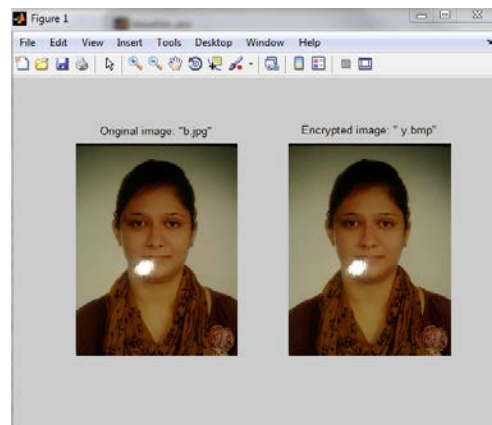 Figure 1
File Edit View Insert Tools Desktop Window Help
Original image: "b.jpg"
Encrypted image: " y.bmp"